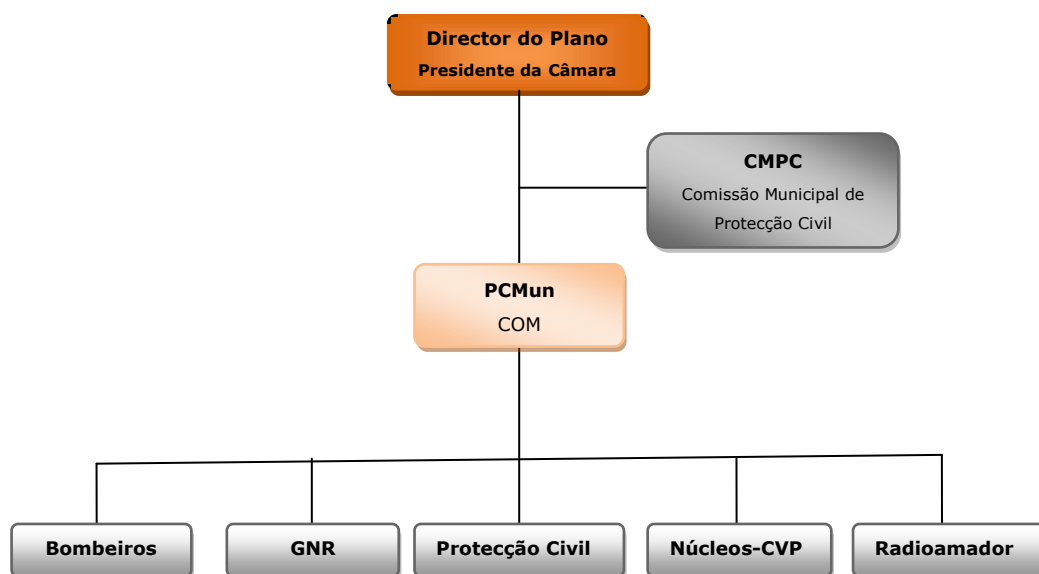 Director do Plano
Presidente da Câmara
CMPC
Comissão Municipal de
Protecção Civil
PCMun
COM
Bombeiros
GNR
Protecção Civil
Núcleos-CVP
Radioamador